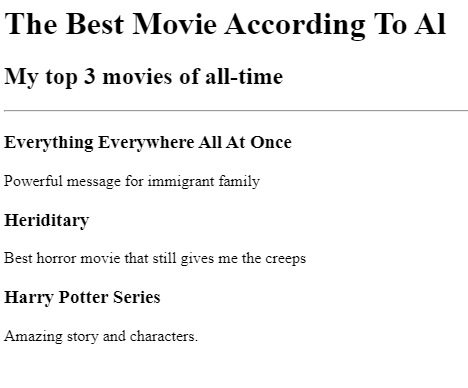 The Best Movie According To Al
My top 3 movies of all-time
Everything Everywhere All At Once
Powerful message for immigrant family
Heriditary
Best horror movie that still gives me the creeps
Harry Potter Series
Amazing story and characters.